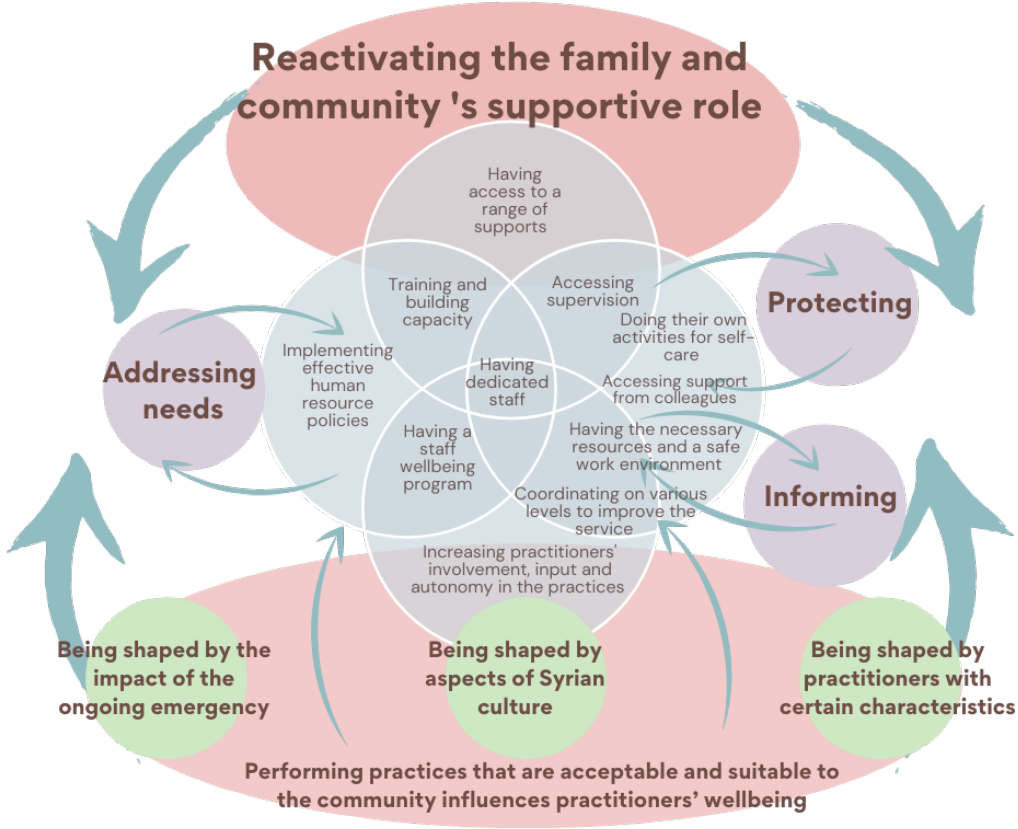 Reactivating the family and
community 's supportive role
Having
access to a
range of
supports
Training and
building
capacity
Accessing
supervision
Doing their own
activities for self-
care
Protecting
Addressing
needs
Implementing
effective
human
resource
policies
Having
dedicated
staff
Accessing support
from colleagues
Having a
staff
wellbeing
program
Having the necessary
resources and a safe
work environment
Informing
Coordinating on various
levels to improve the
service
Increasing practitioners'
involvement, input and
autonomy in the practices
Being shaped by the
impact of the
ongoing emergency
Being shaped by
aspects of Syrian
culture
Being shaped by
practitioners with
certain characteristics
Performing practices that are acceptable and suitable to
the community influences practitioners’ wellbeing